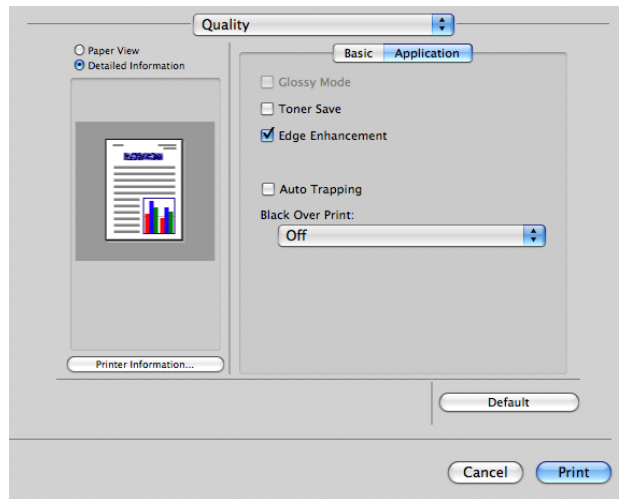 Quality
Paper View
Detailed Information
Basic Application
Glossy Mode
Toner Save
Edge Enhancement
Auto Trapping
Black Over Print:
Off
Printer Information...
Default
Cancel Print